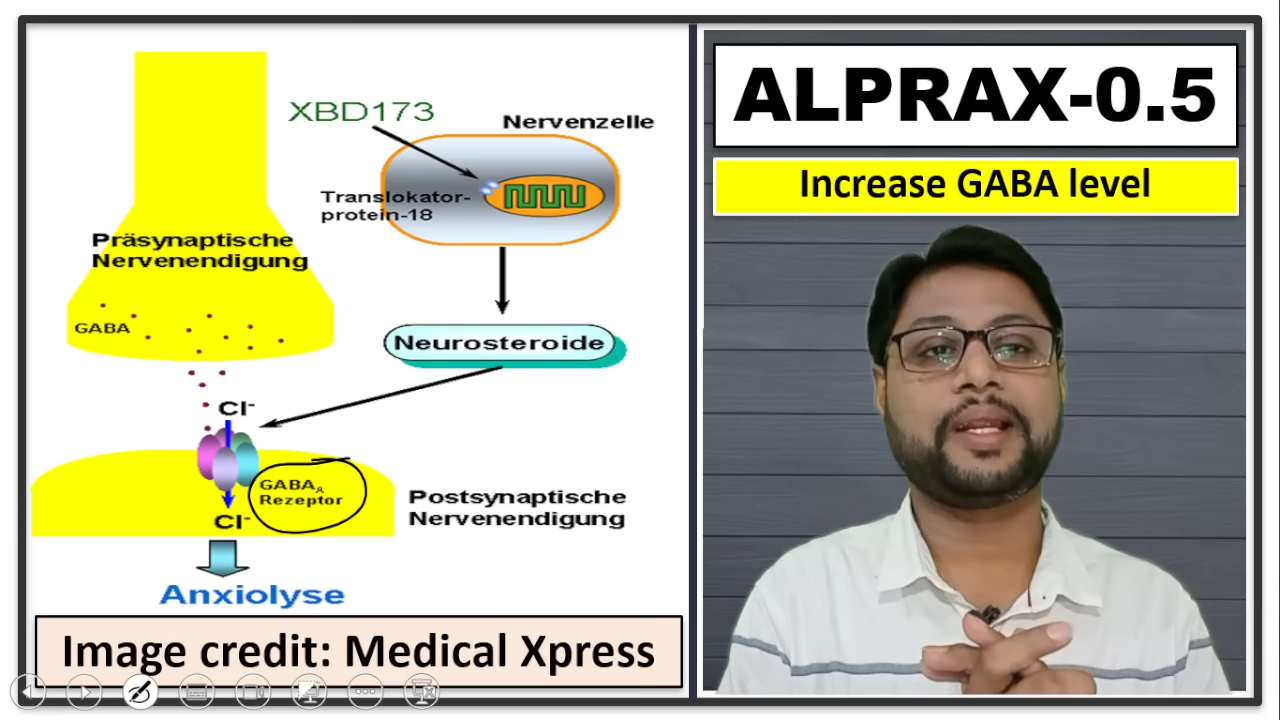 XBD173
Nervenzelle
Translokator-
protein-18
Präsynaptische
Nervenendigung
GABA
Neurosteroide
Cl-
GABAA
Rezeptor
Cl-
Postsynaptische
Nervenendigung
Anxiolyse
Image credit: Medical Xpress
ALPRAX-0.5
Increase GABA level